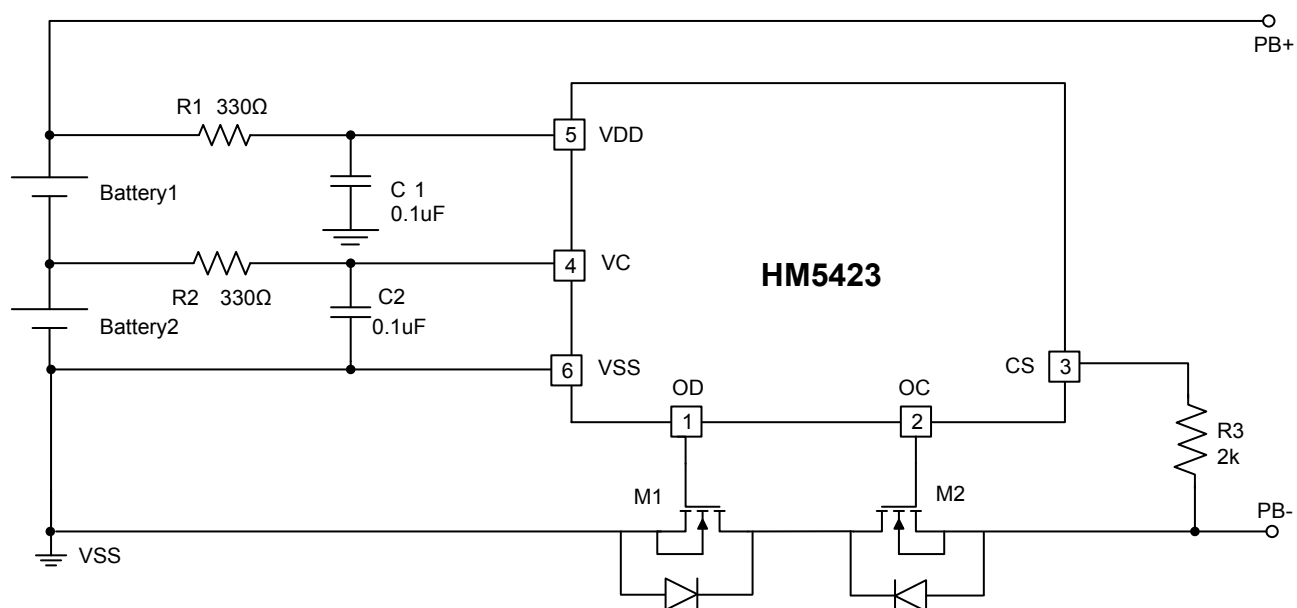 PB+
R1 330Ω
5 VDD
Battery1
C 1
0.1uF
4 VC
HM5423
R2 330Ω
C2
0.1uF
Battery2
6 VSS
CS 3
OD
OC
1
2
R3
2k
M1
M2
PB-
VSS